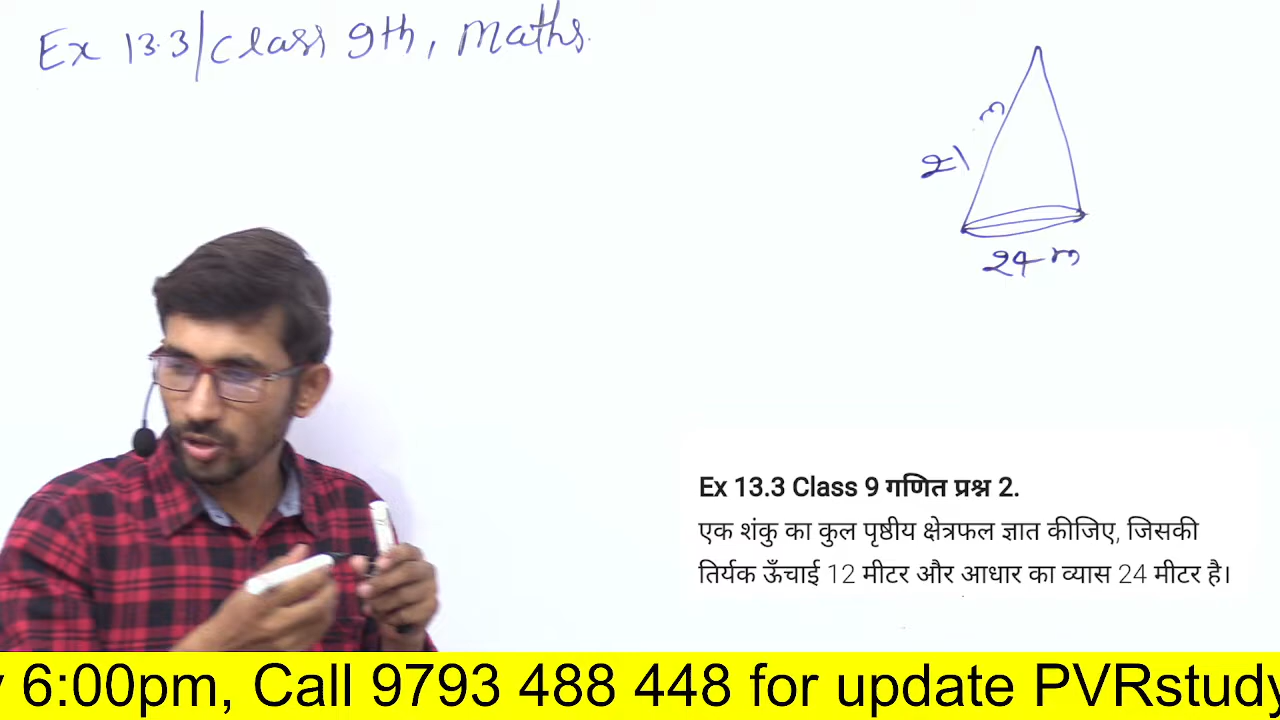 Ex 13.3/Class 9th, Maths.
21 m
24 m
Ex 13.3 Class 9 गणित प्रश्न 2.
एक शंकु का कुल पृष्ठीय क्षेत्रफल ज्ञात कीजिए, जिसकी
तिर्यक ऊँचाई 12 मीटर और आधार का व्यास 24 मीटर है।
6:00pm, Call 9793 488 448 for update PVRstudy